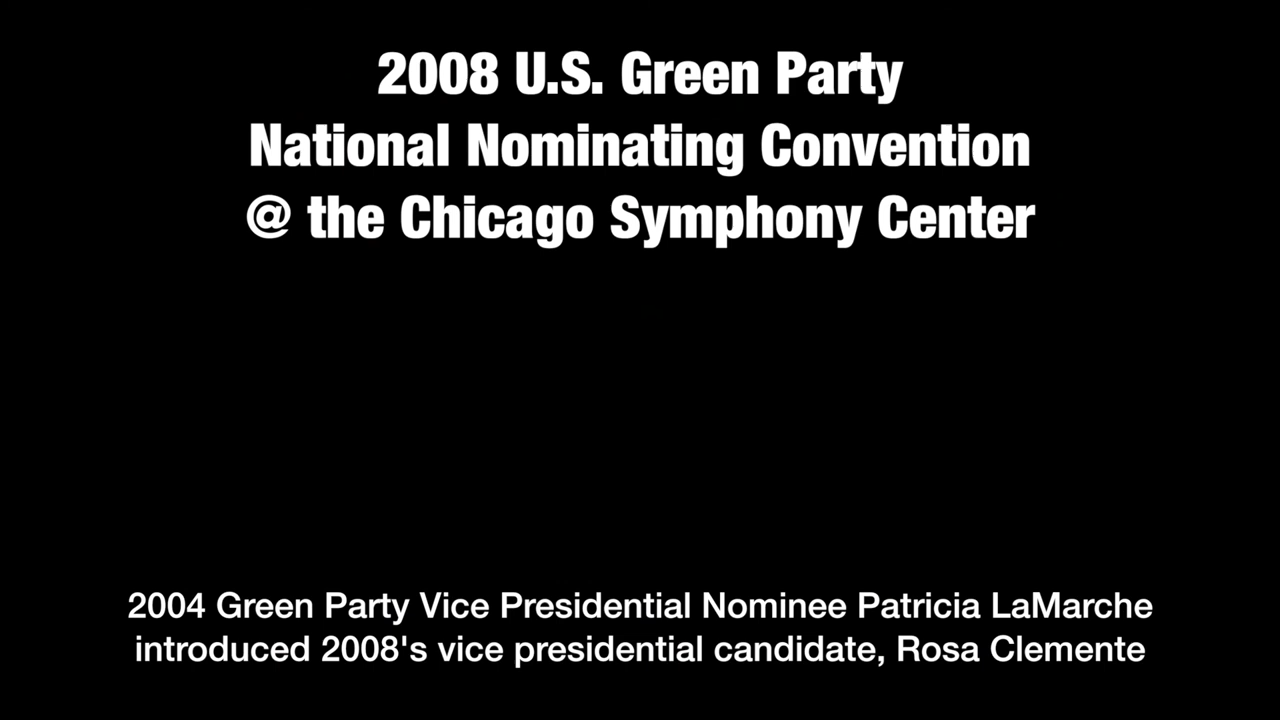 2008 U.S. Green Party
National Nominating Convention
@ the Chicago Symphony Center
2004 Green Party Vice Presidential Nominee Patricia LaMarche
introduced 2008's vice presidential candidate, Rosa Clemente